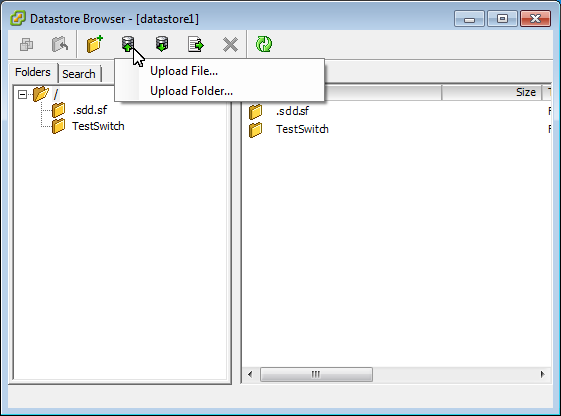 Datastore Browser - [datastore1]
Upload File...
Upload Folder...
Folders
Search
Size
/
.sdd.sf
TestSwitch
.sdd.sf
TestSwitch